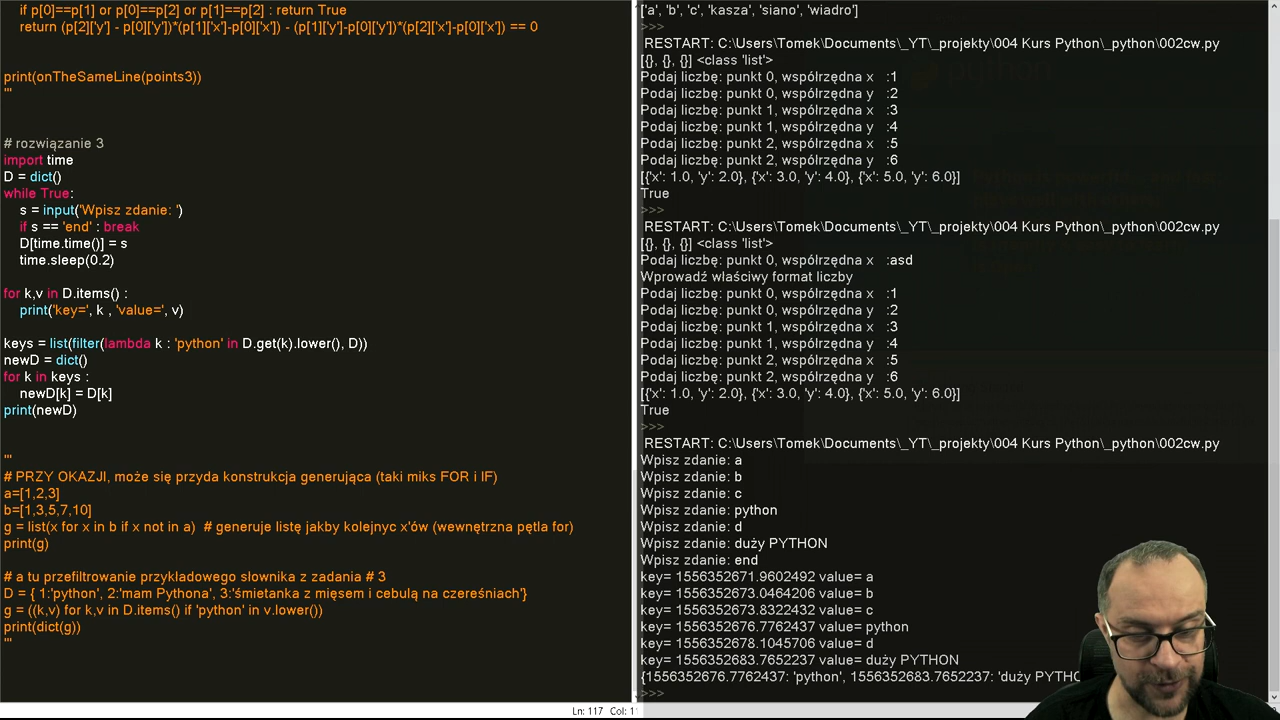 if p[0]==p[1] or p[0]==p[2] or p[1]==p[2] : return True
return (p[2]['y'] - p[0]['y'])*(p[1]['x']-p[0]['x']) - (p[1]['y']-p[0]['y'])*(p[2]['x']-p[0]['x']) == 0
print(onTheSameLine(points3))
'''
# rozwiązanie 3
import time
D = dict()
while True:
s = input('Wpisz zdanie: ')
if s == 'end' : break
D[time.time()] = s
time.sleep(0.2)
for k,v in D.items() :
print('key=', k , 'value=', v)
keys = list(filter(lambda k : 'python' in D.get(k).lower(), D))
newD = dict()
for k in keys :
newD[k] = D[k]
print(newD)
'''
# PRZY OKAZJI, może się przyda konstrukcja generująca (taki miks FOR i IF)
a=[1,2,3]
b=[1,3,5,7,10]
g = list(x for x in b if x not in a)  # generuje listę jakby kolejnyc x'ów (wewnętrzna pętla for)
print(g)
# a tu przefiltrowanie przykladowego slownika z zadania # 3
D = { 1:'python', 2:'mam Pythona', 3:'śmietanka z mięsem i cebulą na czereśniach'}
g = ((k,v) for k,v in D.items() if 'python' in v.lower())
print(dict(g))
'''
Ln: 117 Col: 1
['a', 'b', 'c', 'kasza', 'siano', 'wiadro']
>>>
RESTART: C:\Users\Tomek\Documents\_YT\_projekty\004 Kurs Python\_python\002cw.py
[{}, {}, {}] <class 'list'>
Podaj liczbę: punkt 0, współrzędna x   :1
Podaj liczbę: punkt 0, współrzędna y   :2
Podaj liczbę: punkt 1, współrzędna x   :3
Podaj liczbę: punkt 1, współrzędna y   :4
Podaj liczbę: punkt 2, współrzędna x   :5
Podaj liczbę: punkt 2, współrzędna y   :6
[{'x': 1.0, 'y': 2.0}, {'x': 3.0, 'y': 4.0}, {'x': 5.0, 'y': 6.0}]
True
>>>
RESTART: C:\Users\Tomek\Documents\_YT\_projekty\004 Kurs Python\_python\002cw.py
[{}, {}, {}] <class 'list'>
Podaj liczbę: punkt 0, współrzędna x   :asd
Wprowadź właściwy format liczby
Podaj liczbę: punkt 0, współrzędna x   :1
Podaj liczbę: punkt 0, współrzędna y   :2
Podaj liczbę: punkt 1, współrzędna x   :3
Podaj liczbę: punkt 1, współrzędna y   :4
Podaj liczbę: punkt 2, współrzędna x   :5
Podaj liczbę: punkt 2, współrzędna y   :6
[{'x': 1.0, 'y': 2.0}, {'x': 3.0, 'y': 4.0}, {'x': 5.0, 'y': 6.0}]
True
>>>
RESTART: C:\Users\Tomek\Documents\_YT\_projekty\004 Kurs Python\_python\002cw.py
Wpisz zdanie: a
Wpisz zdanie: b
Wpisz zdanie: c
Wpisz zdanie: python
Wpisz zdanie: d
Wpisz zdanie: duży PYTHON
Wpisz zdanie: end
key= 1556352671.9602492 value= a
key= 1556352673.0464206 value= b
key= 1556352673.8322432 value= c
key= 1556352676.7762437 value= python
key= 1556352678.1045706 value= d
key= 1556352683.7652237 value= duży PYTHON
{1556352676.7762437: 'python', 1556352683.7652237: 'duży PYTHO
>>>